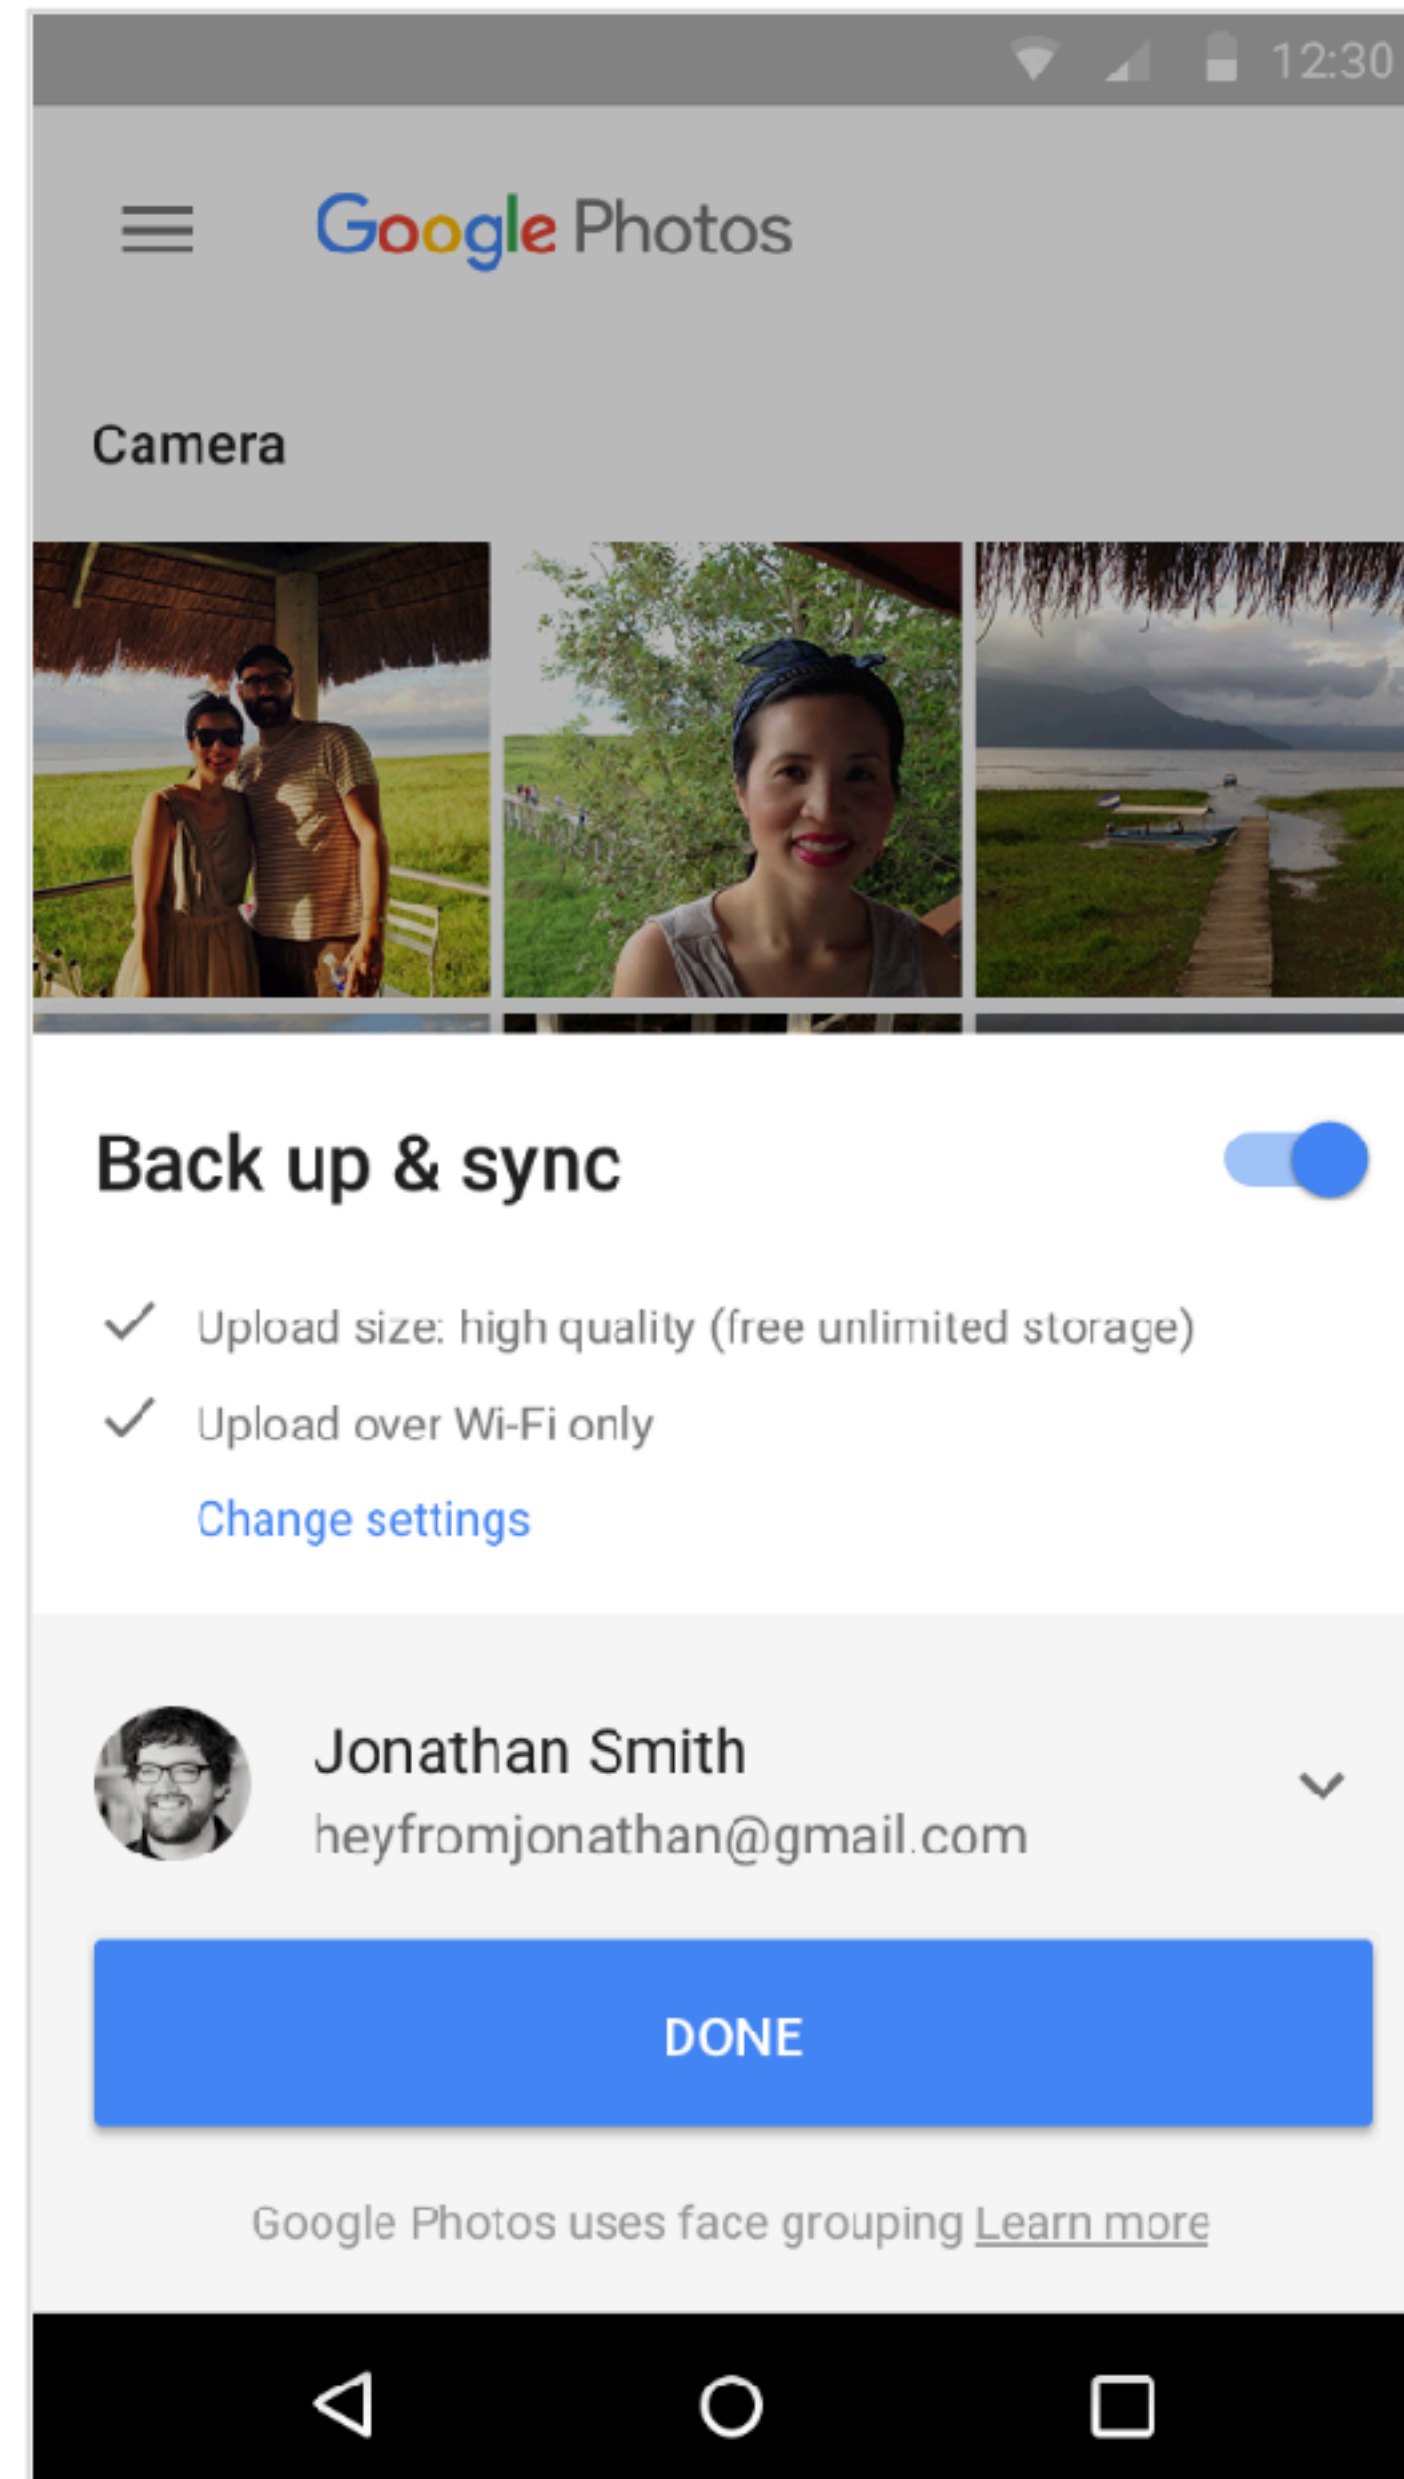 12:30
Google Photos
Camera
Back up & sync
Upload size: high quality (free unlimited storage)
Upload over Wi-Fi only
Change settings
Jonathan Smith
heyfromjonathan@gmail.com
DONE
Google Photos uses face grouping Learn more